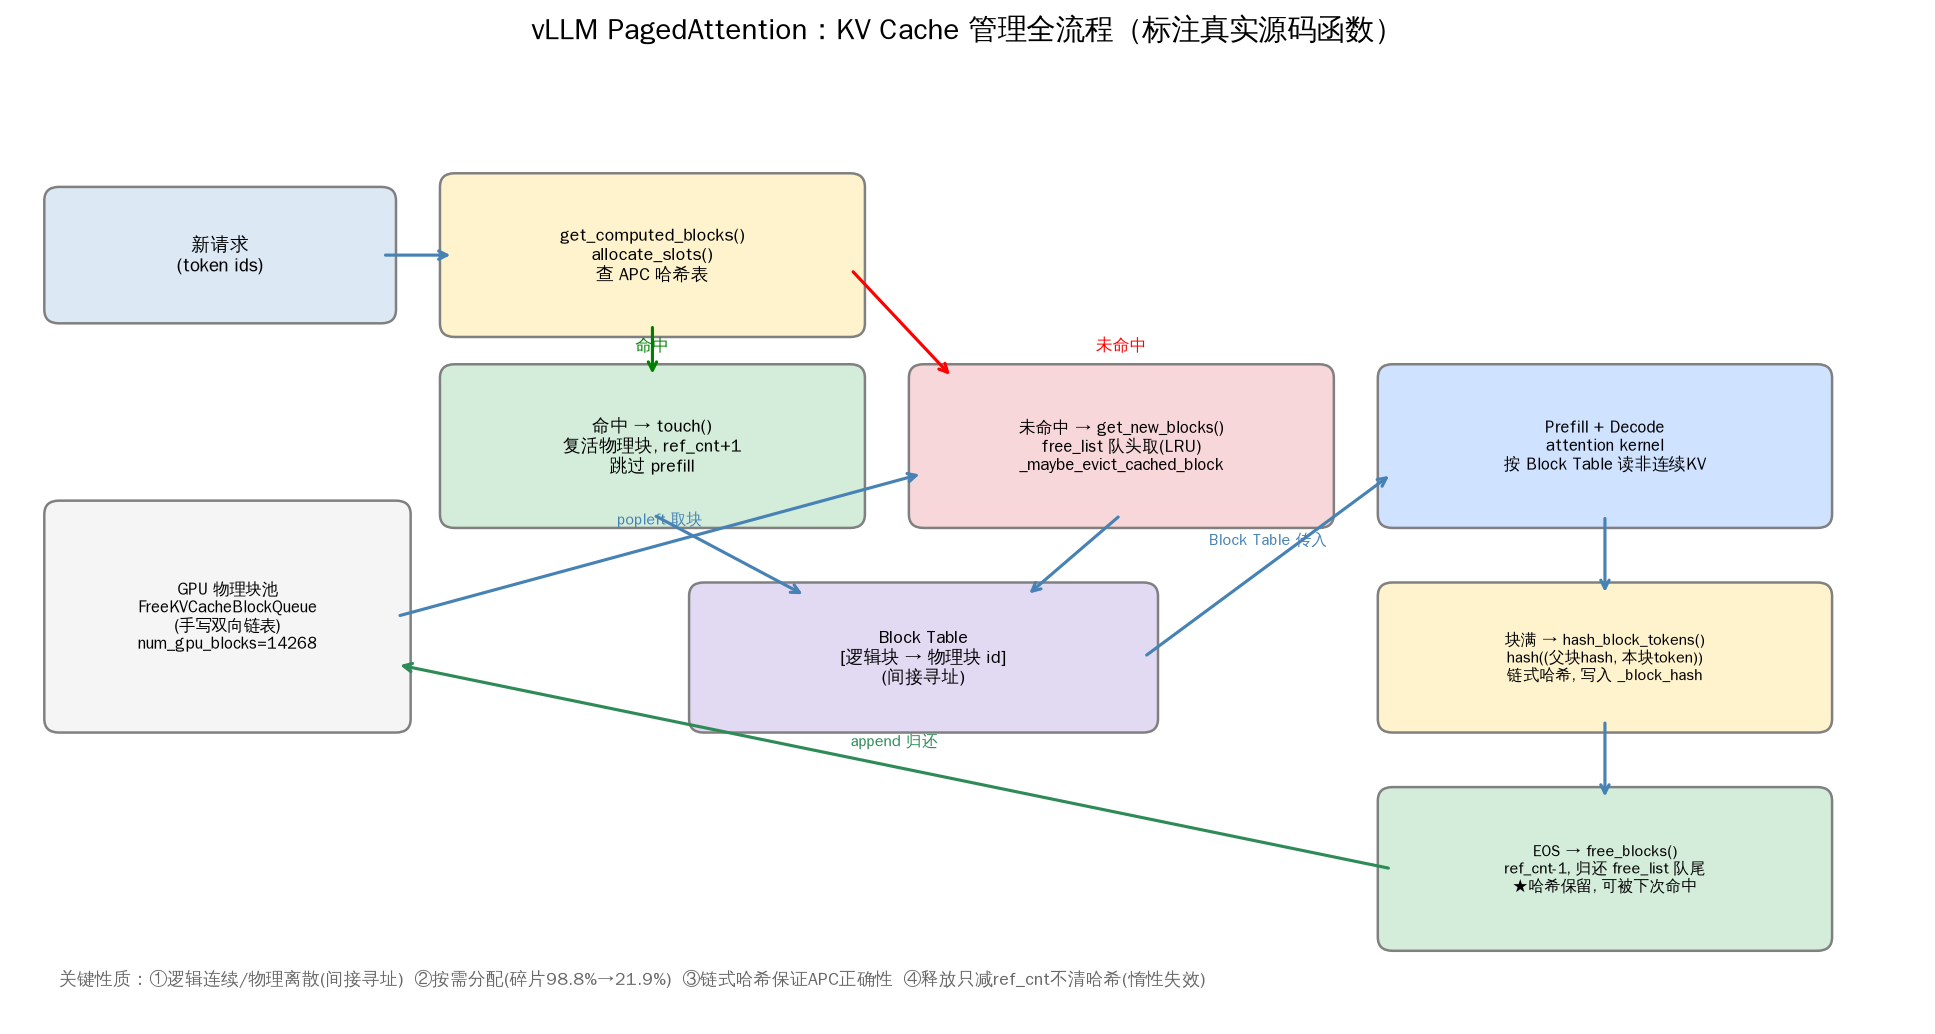 vLLM PagedAttention：KV Cache 管理全流程（标注真实源码函数）
新请求
(token ids)
get_computed_blocks()
allocate_slots()
查 APC 哈希表
命中
未命中
命中 → touch()
复活物理块, ref_cnt+1
跳过 prefill
未命中 → get_new_blocks()
free_list 队头取(LRU)
_maybe_evict_cached_block
Prefill + Decode
attention kernel
按 Block Table 读非连续KV
popleft 取块
Block Table 传入
GPU 物理块池
FreeKVCacheBlockQueue
(手写双向链表)
num_gpu_blocks=14268
Block Table
[逻辑块 → 物理块 id]
(间接寻址)
块满 → hash_block_tokens()
hash((父块hash, 本块token))
链式哈希, 写入 _block_hash
append 归还
EOS → free_blocks()
ref_cnt-1, 归还 free_list 队尾
★哈希保留, 可被下次命中
关键性质：①逻辑连续/物理离散(间接寻址) ②按需分配(碎片98.8%→21.9%) ③链式哈希保证APC正确性 ④释放只减ref_cnt不清哈希(惰性失效)